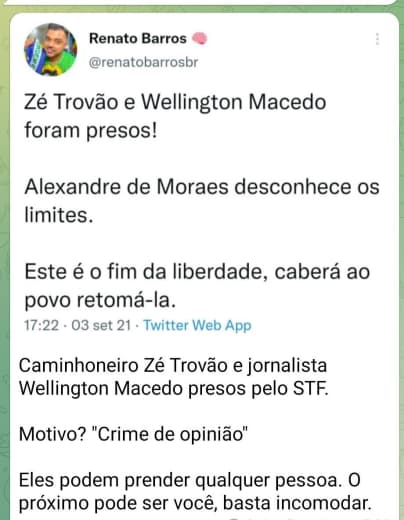 Renato Barros
@renatobarrosbr
Zé Trovão e Wellington Macedo
foram presos!
Alexandre de Moraes desconhece os
limites.
Este é o fim da liberdade, caberá ao
povo retomá-la.
17:22 · 03 set 21 · Twitter Web App
Caminhoneiro Zé Trovão e jornalista
Wellington Macedo presos pelo STF.
Motivo? "Crime de opinião"
Eles podem prender qualquer pessoa. O
próximo pode ser você, basta incomodar.